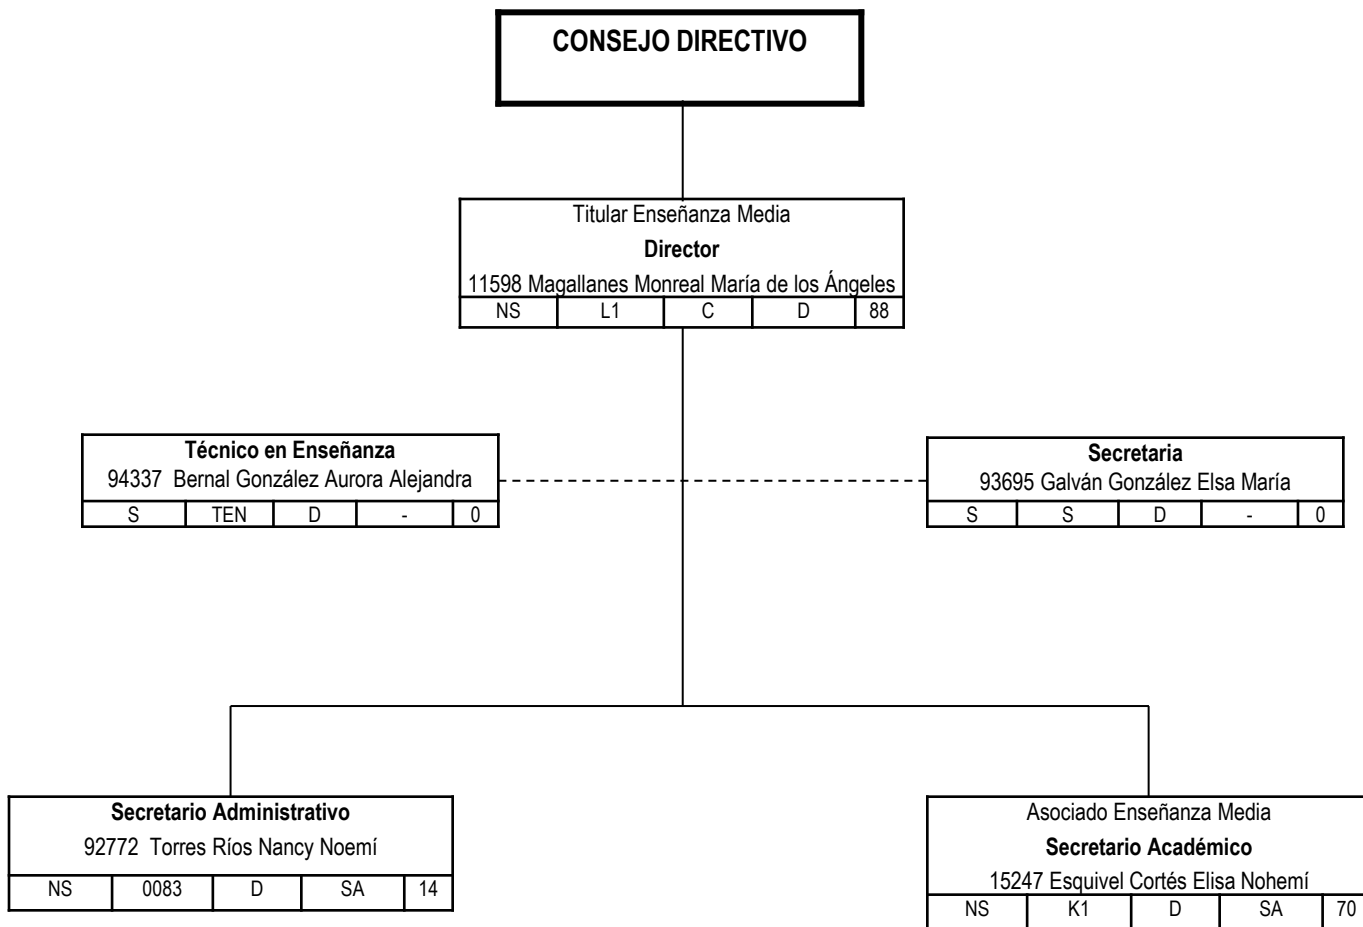 CONSEJO DIRECTIVO
Titular Enseñanza Media
Director
11598 Magallanes Monreal María de los Ángeles
NS L1 C D 88
Técnico en Enseñanza
94337 Bernal González Aurora Alejandra
S TEN D - 0
Secretaria
93695 Galván González Elsa María
S S D - 0
Secretario Administrativo
92772 Torres Ríos Nancy Noemí
NS 0083 D SA 14
Asociado Enseñanza Media
Secretario Académico
15247 Esquivel Cortés Elisa Nohemí
NS K1 D SA 70